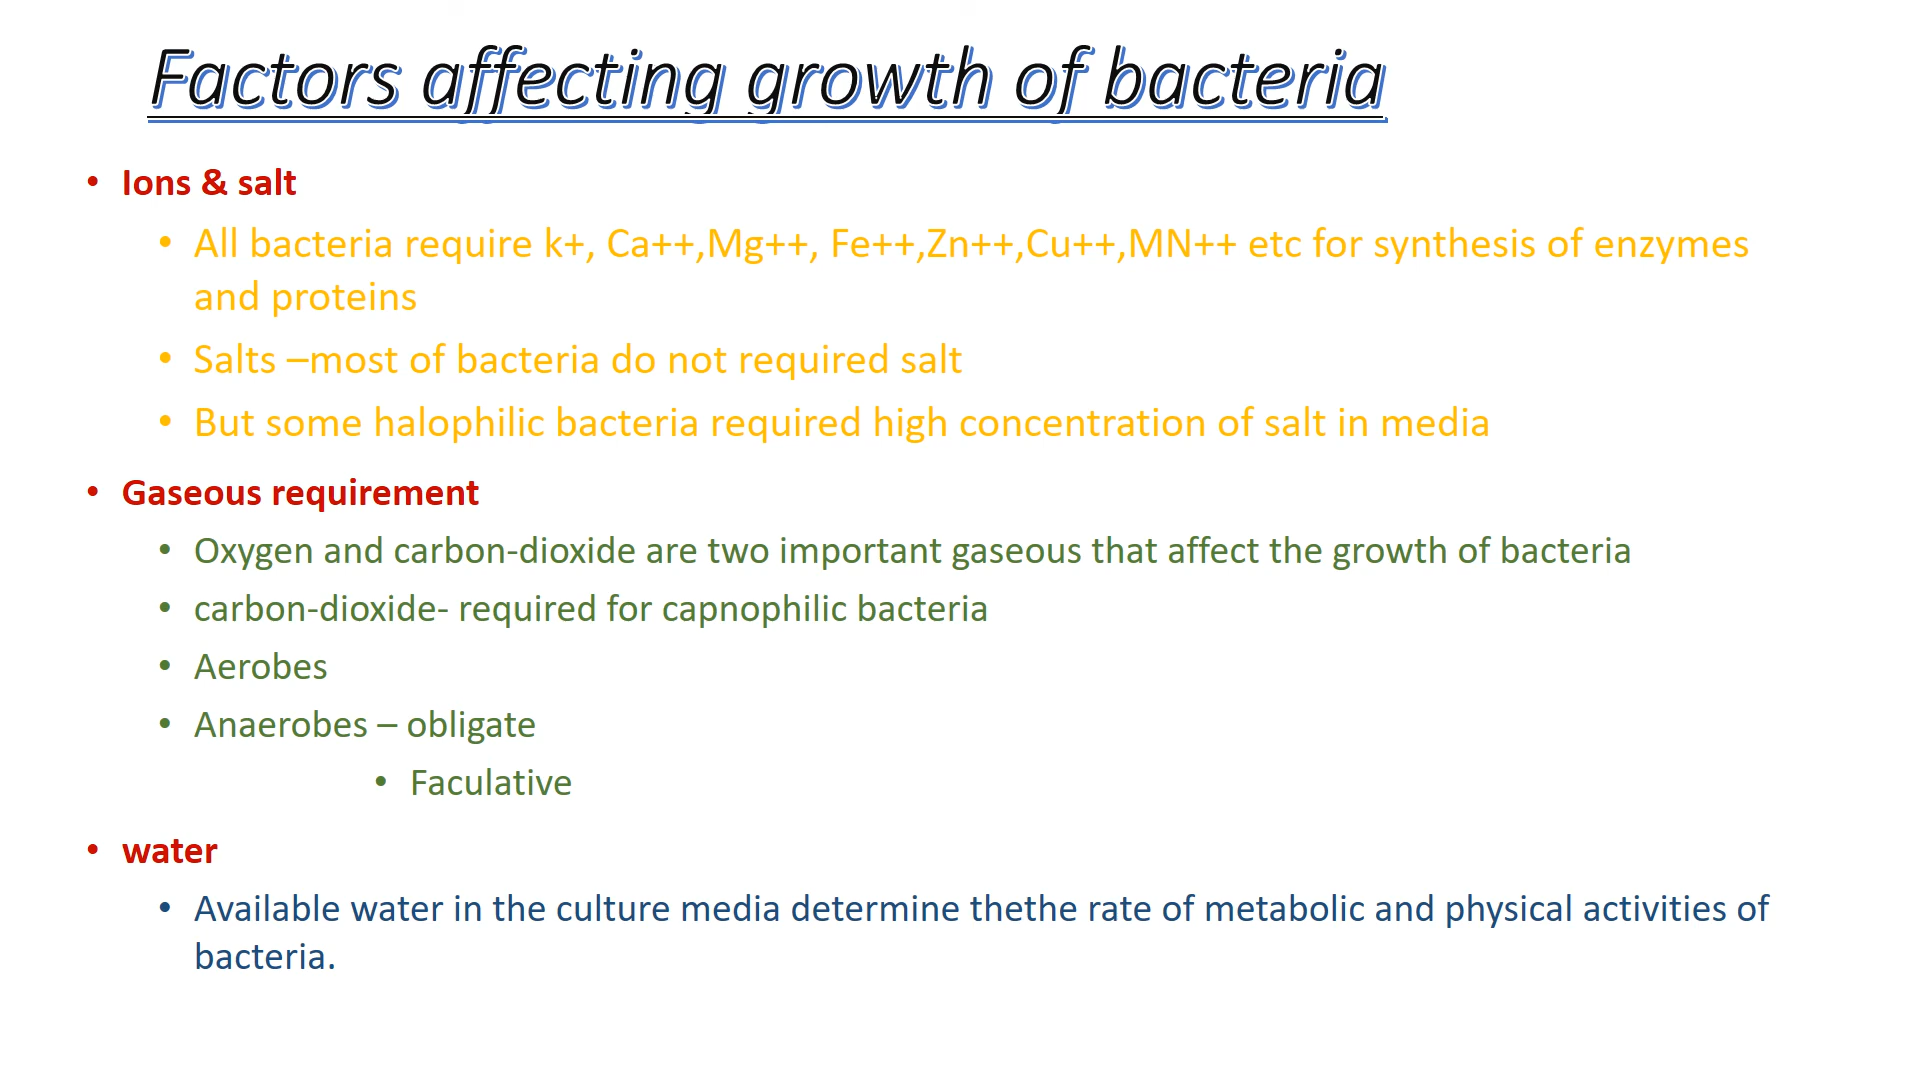 Factors affecting growth of bacteria
• Ions & salt
• All bacteria require k+, Ca++,Mg++, Fe++,Zn++,Cu++,MN++ etc for synthesis of enzymes
and proteins
• Salts –most of bacteria do not required salt
• But some halophilic bacteria required high concentration of salt in media
• Gaseous requirement
• Oxygen and carbon-dioxide are two important gaseous that affect the growth of bacteria
• carbon-dioxide- required for capnophilic bacteria
• Aerobes
• Anaerobes – obligate
• Faculative
• water
• Available water in the culture media determine thethe rate of metabolic and physical activities of
bacteria.